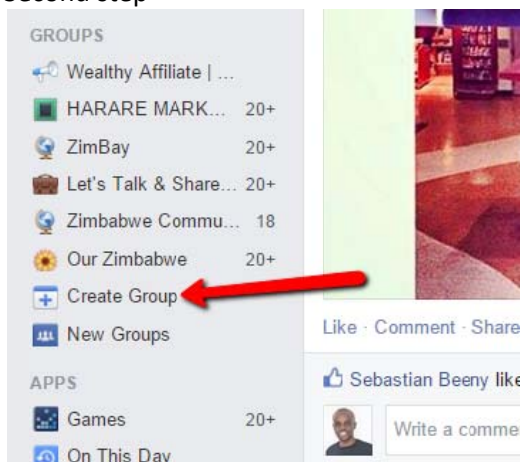 Second step
GROUPS
Wealthy Affiliate | ...
HARARE MARK... 20+
ZimBay 20+
Let's Talk & Share... 20+
Zimbabwe Commu... 18
Our Zimbabwe 20+
Create Group
New Groups
APPS
Games 20+
On This Day
Like · Comment · Share
Sebastian Beeny like
Write a comme